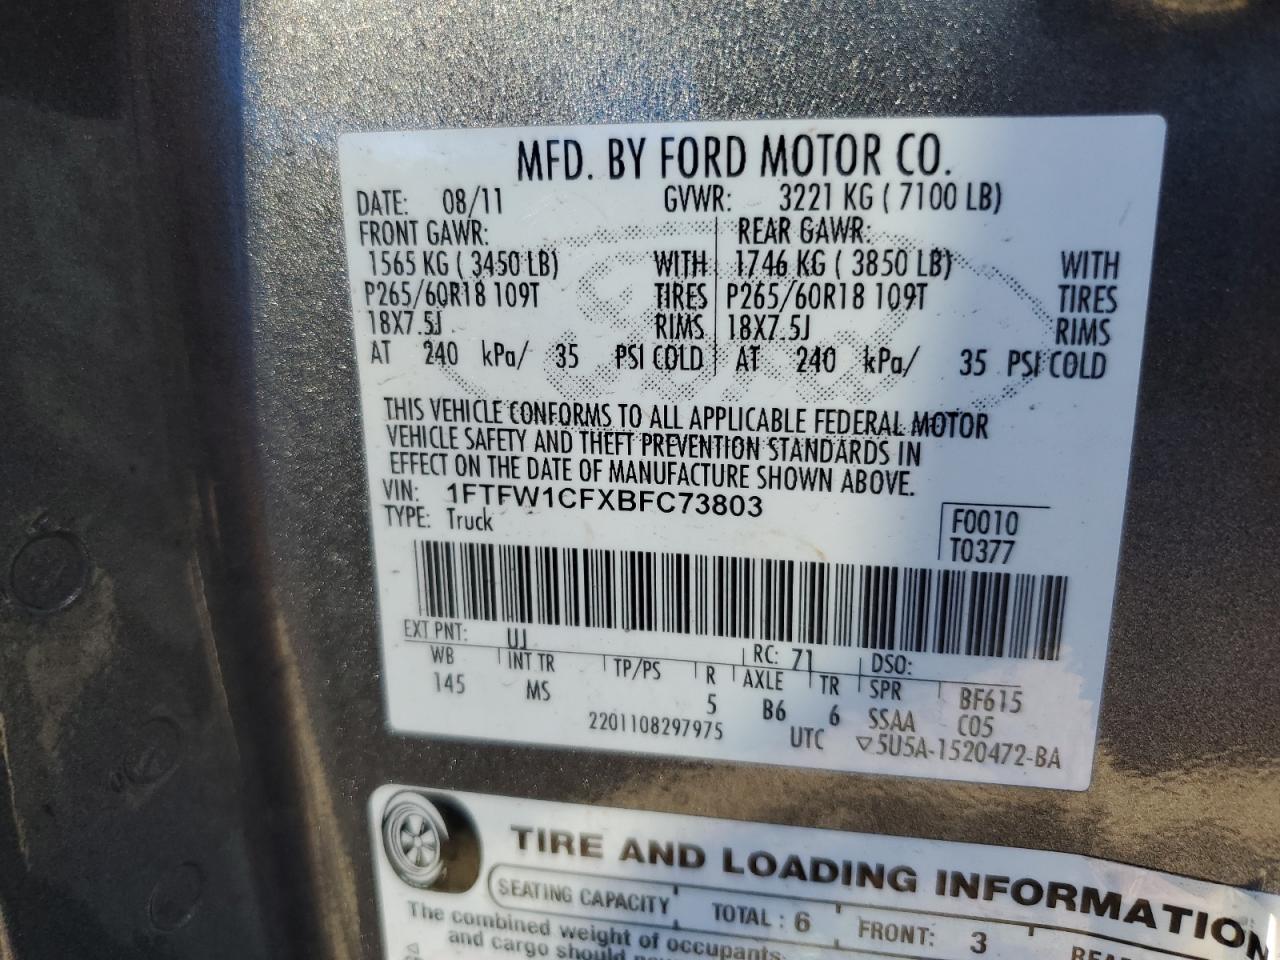 MFD. BY FORD MOTOR CO.
DATE: 08/11 GVWR: 3221 KG ( 7100 LB)
FRONT GAWR: REAR GAWR:
1565 KG ( 3450 LB) WITH 1746 KG ( 3850 LB) WITH
P265/60R18 109T TIRES P265/60R18 109T TIRES
18X7.5J RIMS 18X7.5J RIMS
AT 240 kPa/ 35 PSI COLD AT 240 kPa/ 35 PSI COLD
THIS VEHICLE CONFORMS TO ALL APPLICABLE FEDERAL MOTOR
VEHICLE SAFETY AND THEFT PREVENTION STANDARDS IN
EFFECT ON THE DATE OF MANUFACTURE SHOWN ABOVE.
VIN: 1FTFW1CFXBFC73803
TYPE: Truck F0010
T0377
EXT PNT: UJ RC: 71 DSO:
WB INT TR TP/PS R AXLE TR SPR BF615
145 MS 5 B6 6 SSAA C05
2201108297975 UTC ▽5U5A-1520472-BA
TIRE AND LOADING INFORMATION
SEATING CAPACITY TOTAL : 6 FRONT: 3
The combined weight of occupants
and cargo should